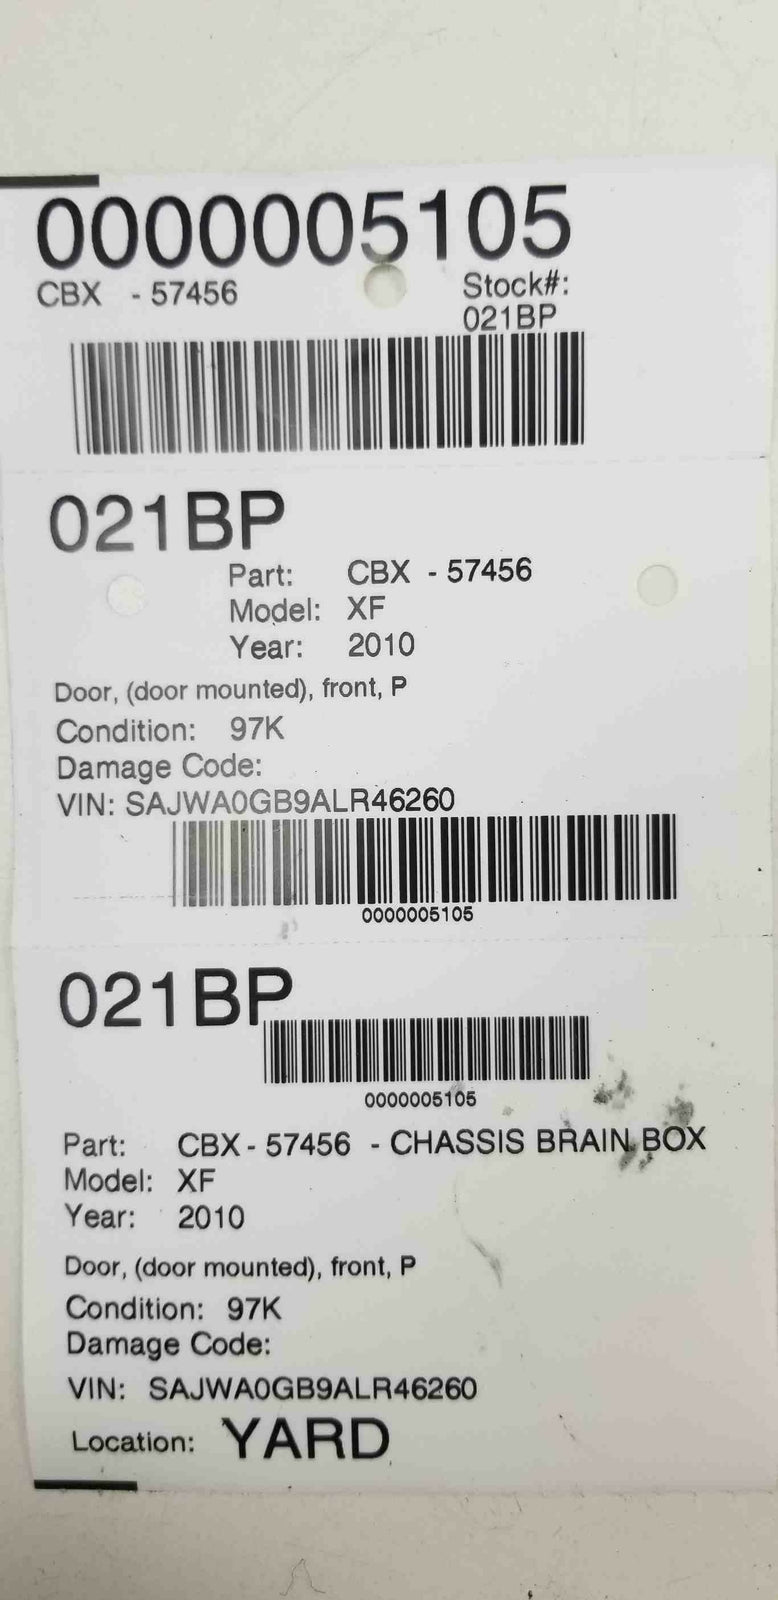 0000005105
CBX - 57456
Stock#:
021BP
021BP
Part: CBX - 57456
Model: XF
Year: 2010
Door, (door mounted), front, P
Condition: 97K
Damage Code:
VIN: SAJWA0GB9ALR46260
0000005105
021BP
0000005105
Part: CBX - 57456 - CHASSIS BRAIN BOX
Model: XF
Year: 2010
Door, (door mounted), front, P
Condition: 97K
Damage Code:
VIN: SAJWA0GB9ALR46260
Location: YARD